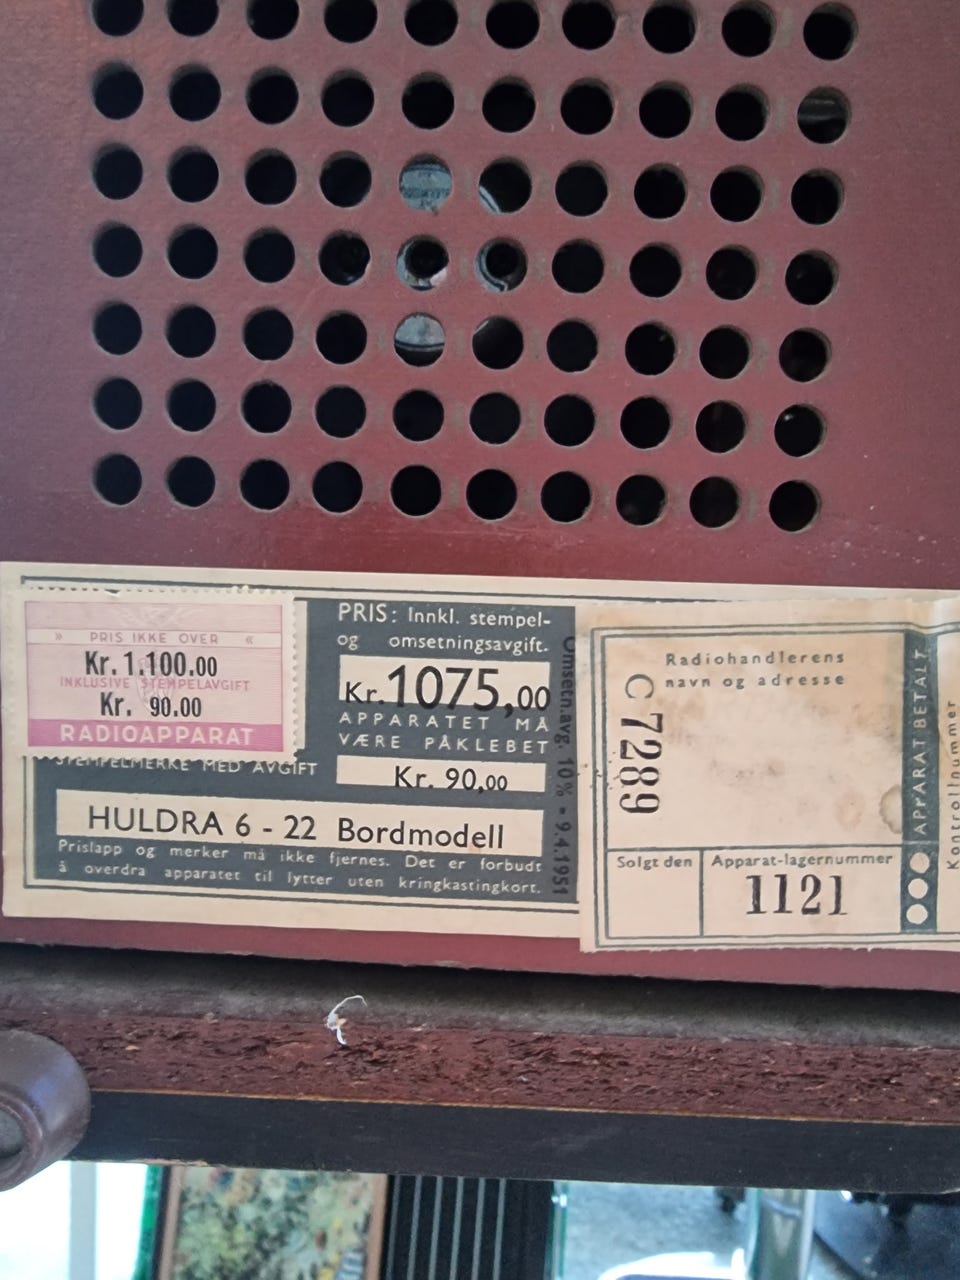 » PRIS IKKE OVER «
Kr. 1.100.00
INKLUSIVE STEMPELAVGIFT
Kr. 90.00
RADIOAPPARAT
PRIS: Innkl. stempel-
og omsetningsavgift.
Kr. 1075,00
APPARATET MÅ
VÆRE PÅKLEBET
STEMPELMERKE MED AVGIFT
Kr. 90,00
HULDRA 6 - 22 Bordmodell
Prislapp og merker må ikke fjernes. Det er forbudt
å overdra apparatet til lytter uten kringkastingkort.
Omsetn.avg. 10% - 9.4.1951
Radiohandlerens
navn og adresse
C 7289
Solgt den
Apparat-lagernummer
1121
APPARAT BETALT
Kontrollnummer